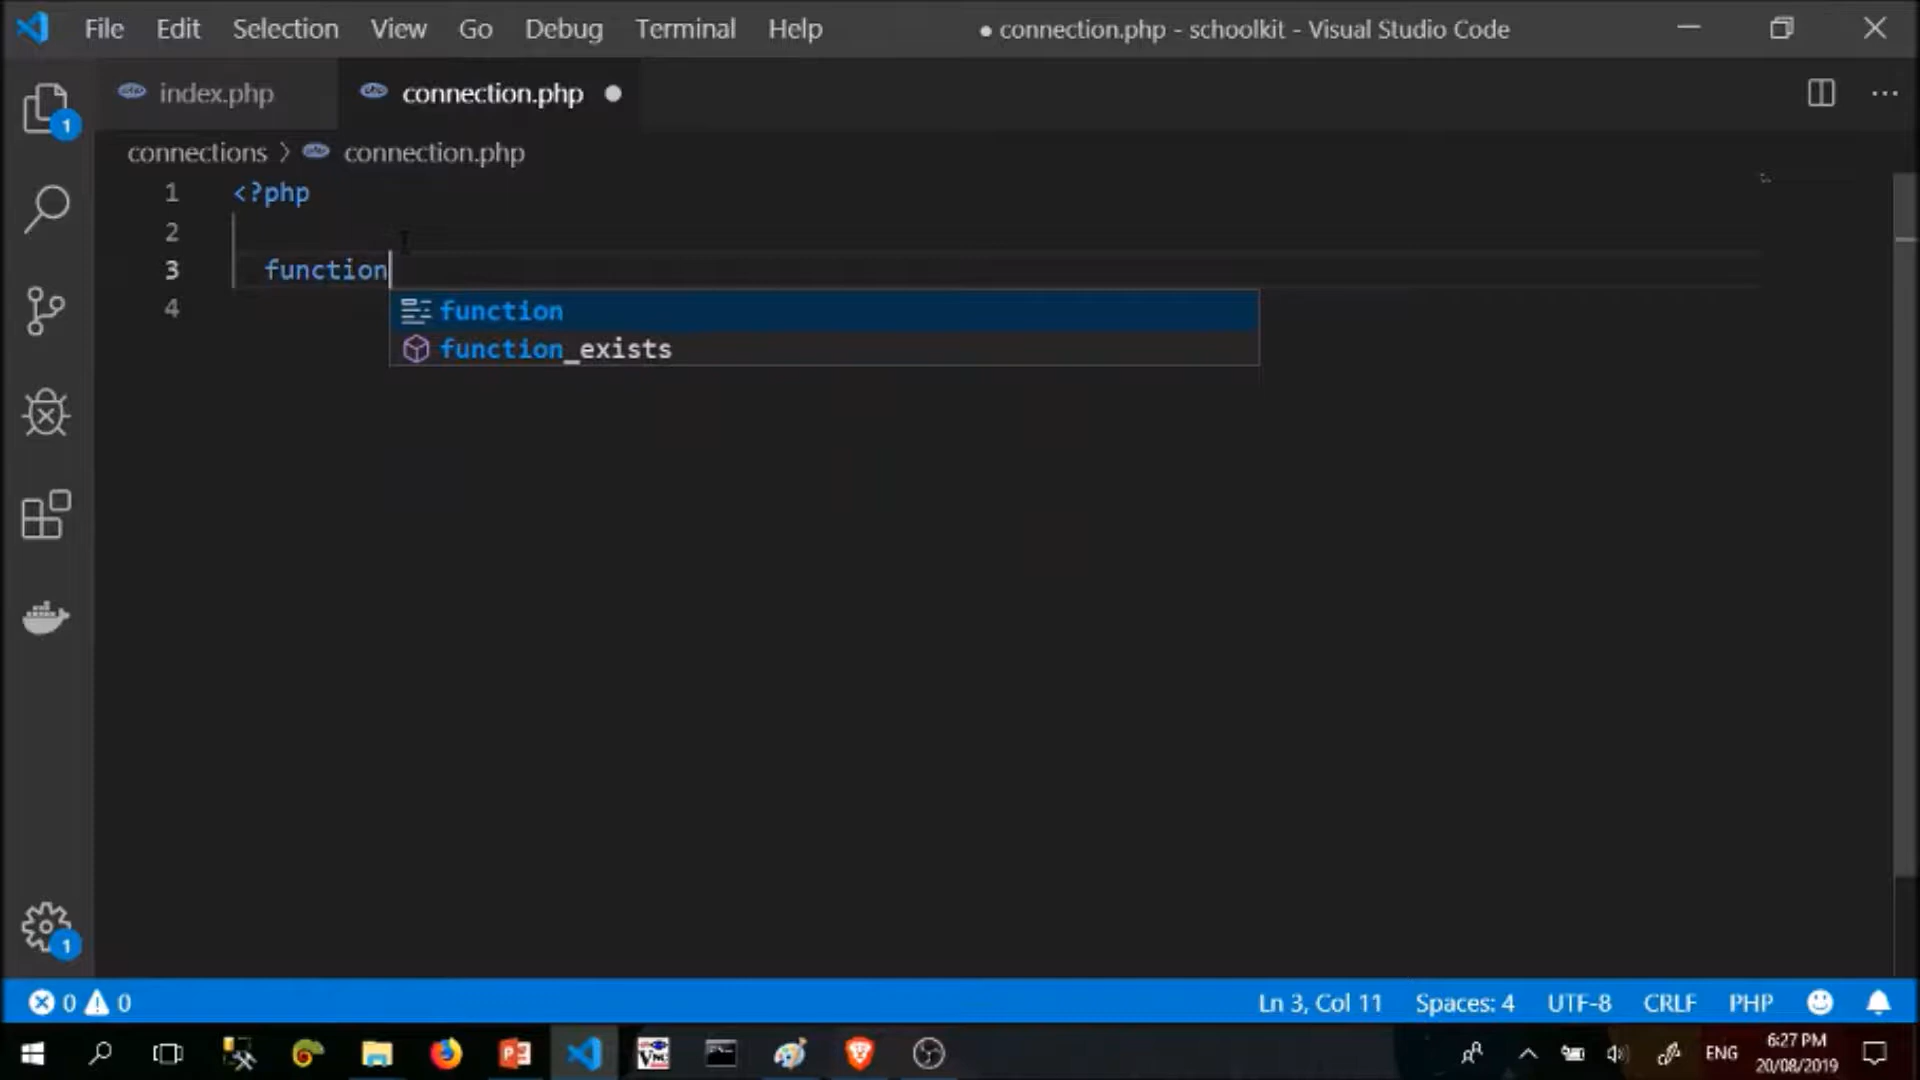 File Edit Selection View Go Debug Terminal Help ● connection.php - schoolkit - Visual Studio Code
index.php connection.php ●
1
connections > connection.php
1 <?php
2
3 function
4
function
function_exists
1
0 0 Ln 3, Col 11 Spaces: 4 UTF-8 CRLF PHP
ENG 6:27 PM
20/08/2019